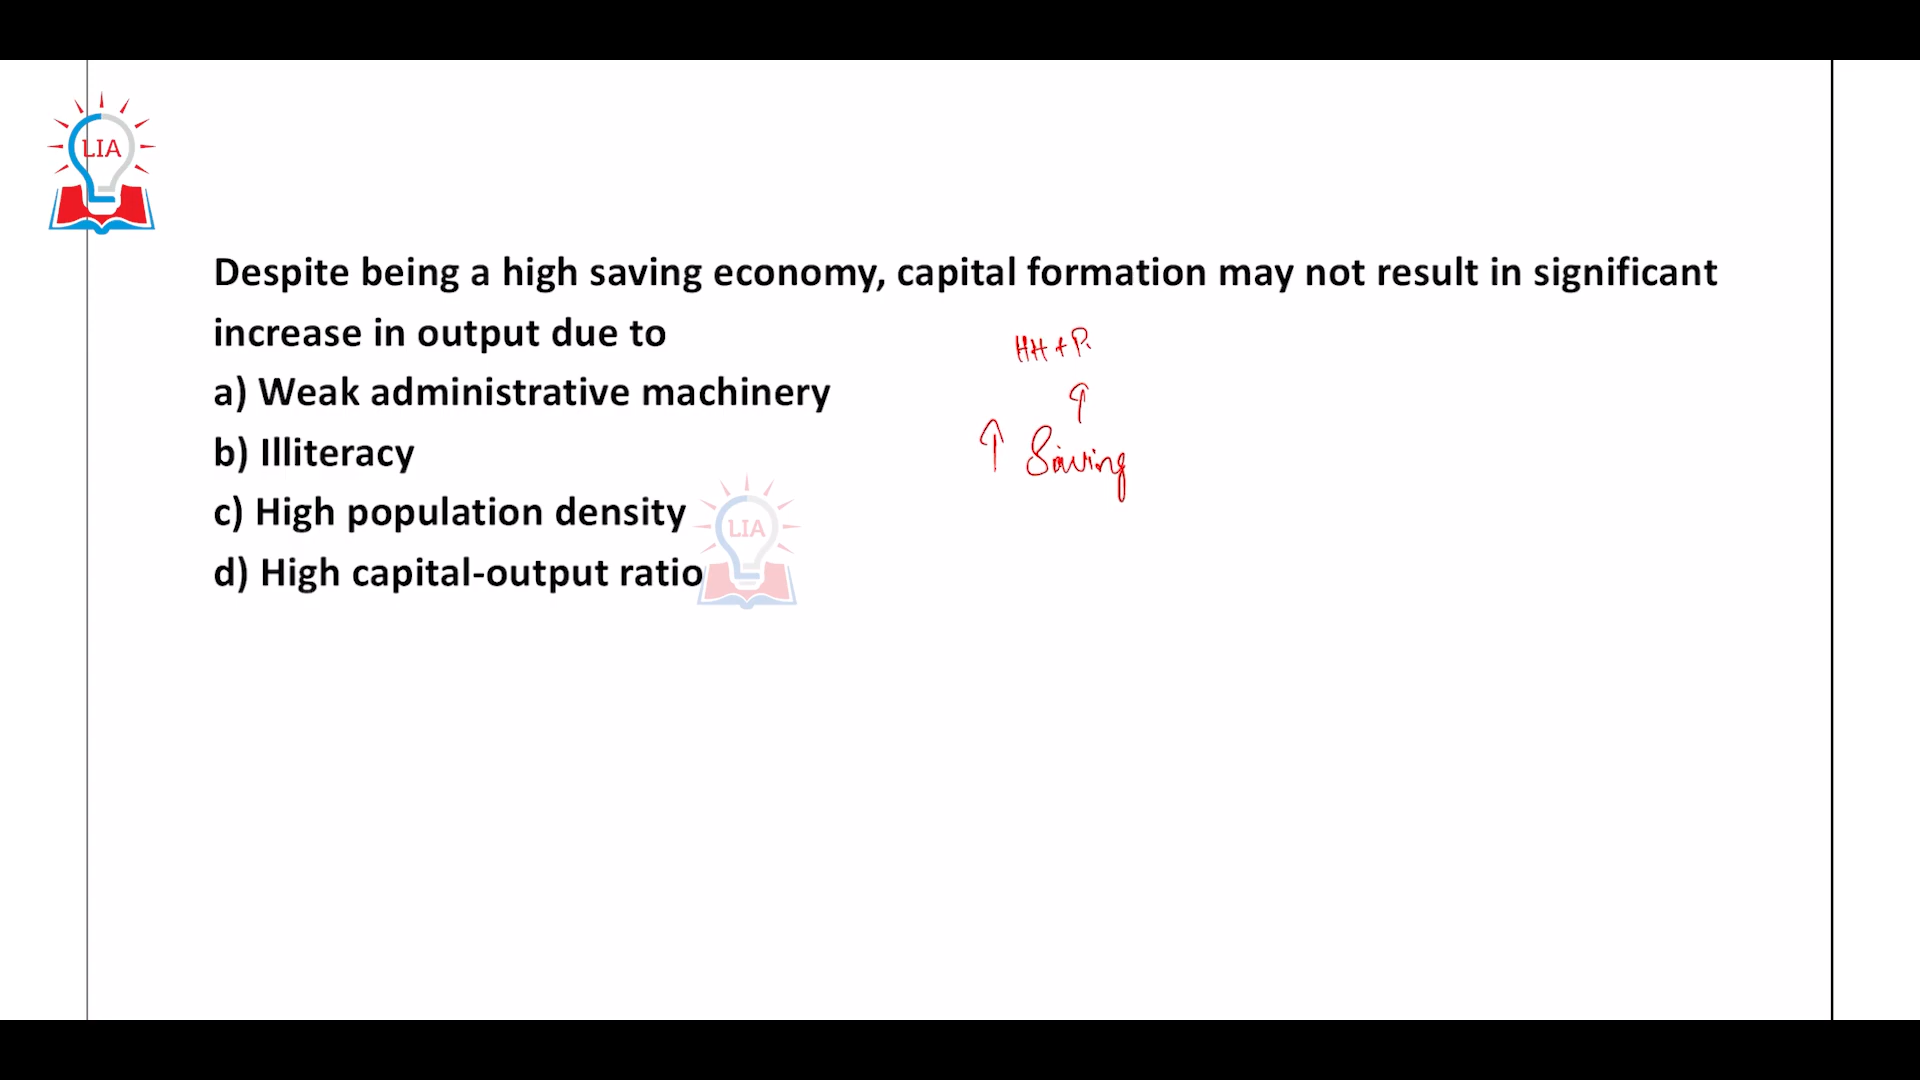 LIA
Despite being a high saving economy, capital formation may not result in significant
increase in output due to
HH + P.
a) Weak administrative machinery
b) Illiteracy
↑ Saving
c) High population density
LIA
d) High capital-output ratio